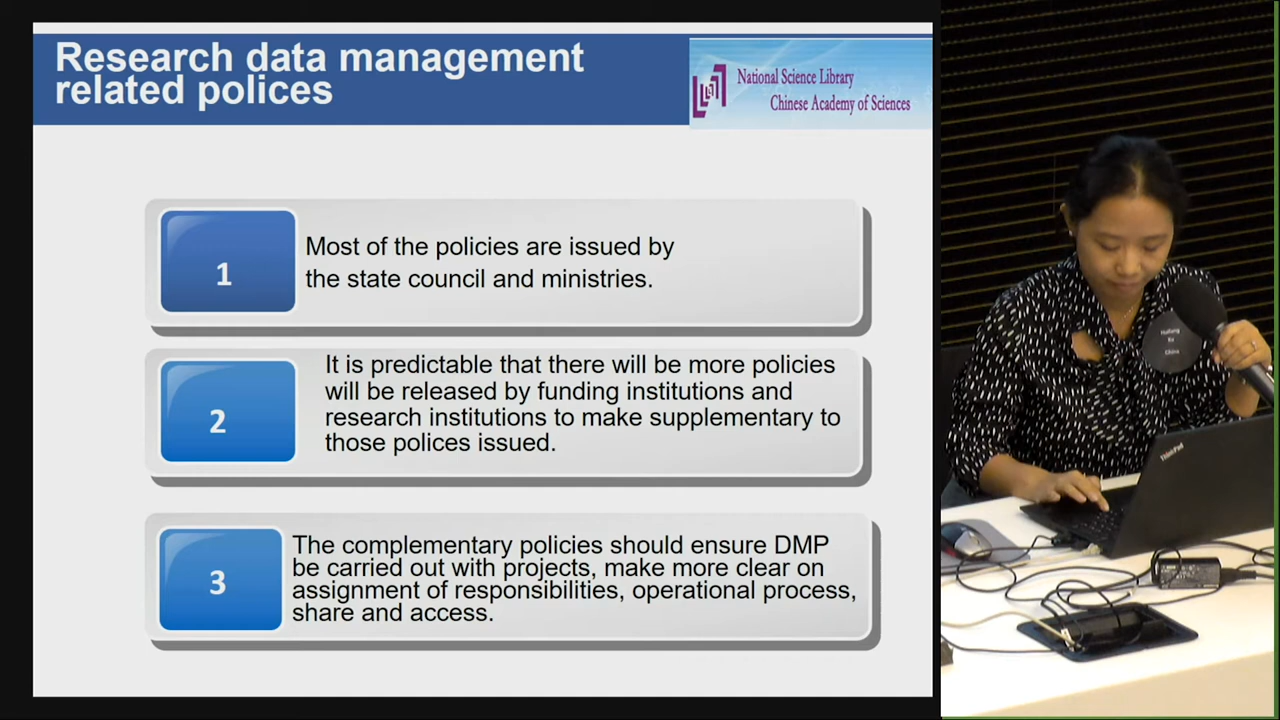 Research data management
related polices
National Science Library
Chinese Academy of Sciences
1
Most of the policies are issued by
the state council and ministries.
2
It is predictable that there will be more policies
will be released by funding institutions and
research institutions to make supplementary to
those polices issued.
3
The complementary policies should ensure DMP
be carried out with projects, make more clear on
assignment of responsibilities, operational process,
share and access.
ThinkPad
China